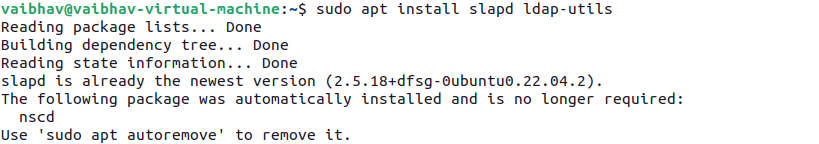 vaibhav@vaibhav-virtual-machine:~$ sudo apt install slapd ldap-utils
Reading package lists... Done
Building dependency tree... Done
Reading state information... Done
slapd is already the newest version (2.5.18+dfsg-0ubuntu0.22.04.2).
The following package was automatically installed and is no longer required:
  nscd
Use 'sudo apt autoremove' to remove it.